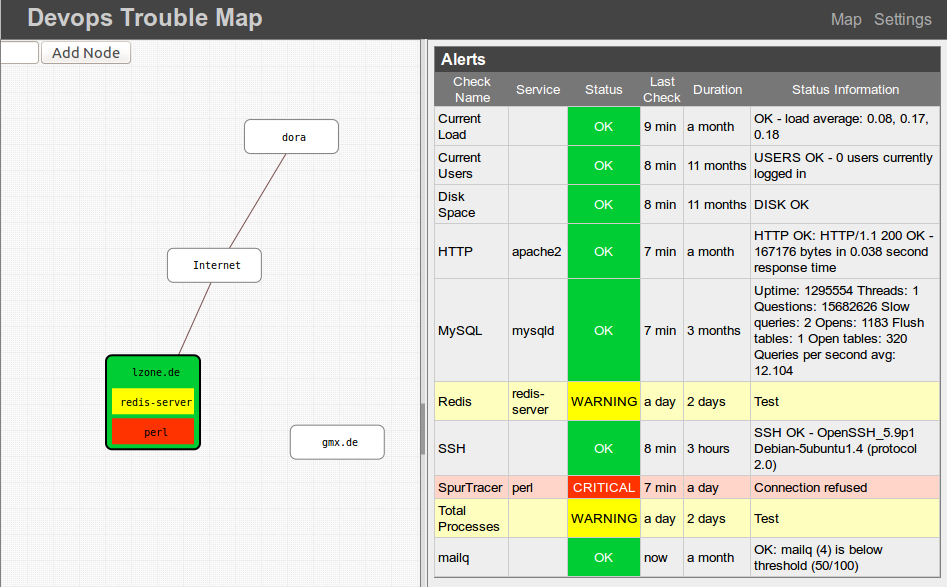 Devops Trouble Map
Map Settings
Add Node
dora
Internet
lzone.de
redis-server
perl
gmx.de
Alerts
Check Name Service Status Last Check Duration Status Information
Current Load OK 9 min a month OK - load average: 0.08, 0.17, 0.18
Current Users OK 8 min 11 months USERS OK - 0 users currently logged in
Disk Space OK 8 min 11 months DISK OK
HTTP apache2 OK 7 min a month HTTP OK: HTTP/1.1 200 OK - 167176 bytes in 0.038 second response time
MySQL mysqld OK 7 min 3 months Uptime: 1295554 Threads: 1 Questions: 15682626 Slow queries: 2 Opens: 1183 Flush tables: 1 Open tables: 320 Queries per second avg: 12.104
Redis redis-server WARNING a day 2 days Test
SSH OK 8 min 3 hours SSH OK - OpenSSH_5.9p1 Debian-5ubuntu1.4 (protocol 2.0)
SpurTracer perl CRITICAL 7 min a day Connection refused
Total Processes WARNING a day 2 days Test
mailq OK now a month OK: mailq (4) is below threshold (50/100)